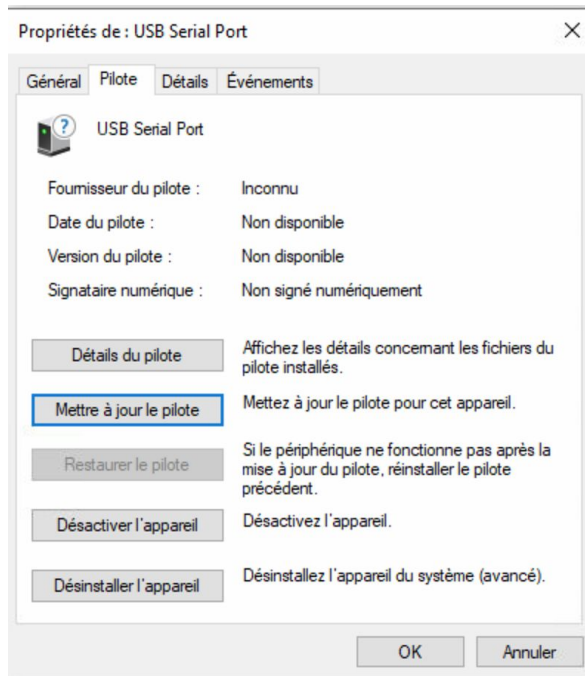 Propriétés de : USB Serial Port
Général Pilote Détails Événements
USB Serial Port
Fournisseur du pilote : Inconnu
Date du pilote : Non disponible
Version du pilote : Non disponible
Signataire numérique : Non signé numériquement
Détails du pilote
Affichez les détails concernant les fichiers du
pilote installés.
Mettre à jour le pilote
Mettez à jour le pilote pour cet appareil.
Restaurer le pilote
Si le périphérique ne fonctionne pas après la
mise à jour du pilote, réinstaller le pilote
précédent.
Désactiver l'appareil
Désactivez l'appareil.
Désinstaller l'appareil
Désinstallez l'appareil du système (avancé).
OK Annuler